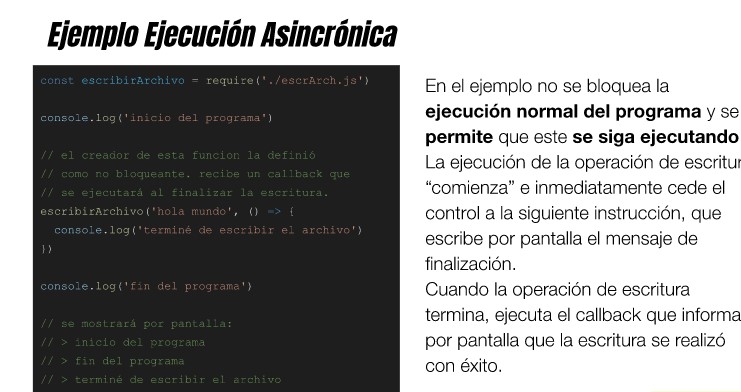 Ejemplo Ejecución Asincrónica
const escribirArchivo = require('./escrArch.js')
console.log('inicio del programa')
// el creador de esta funcion la definió
// como no bloqueante. recibe un callback que
// se ejecutará al finalizar la escritura.
escribirArchivo('hola mundo', () => {
  console.log('terminé de escribir el archivo')
})
console.log('fin del programa')
// se mostrará por pantalla:
// > inicio del programa
// > fin del programa
// > terminé de escribir el archivo
En el ejemplo no se bloquea la
ejecución normal del programa y se
permite que este se siga ejecutando
La ejecución de la operación de escritur
“comienza” e inmediatamente cede el
control a la siguiente instrucción, que
escribe por pantalla el mensaje de
finalización.
Cuando la operación de escritura
termina, ejecuta el callback que informa
por pantalla que la escritura se realizó
con éxito.